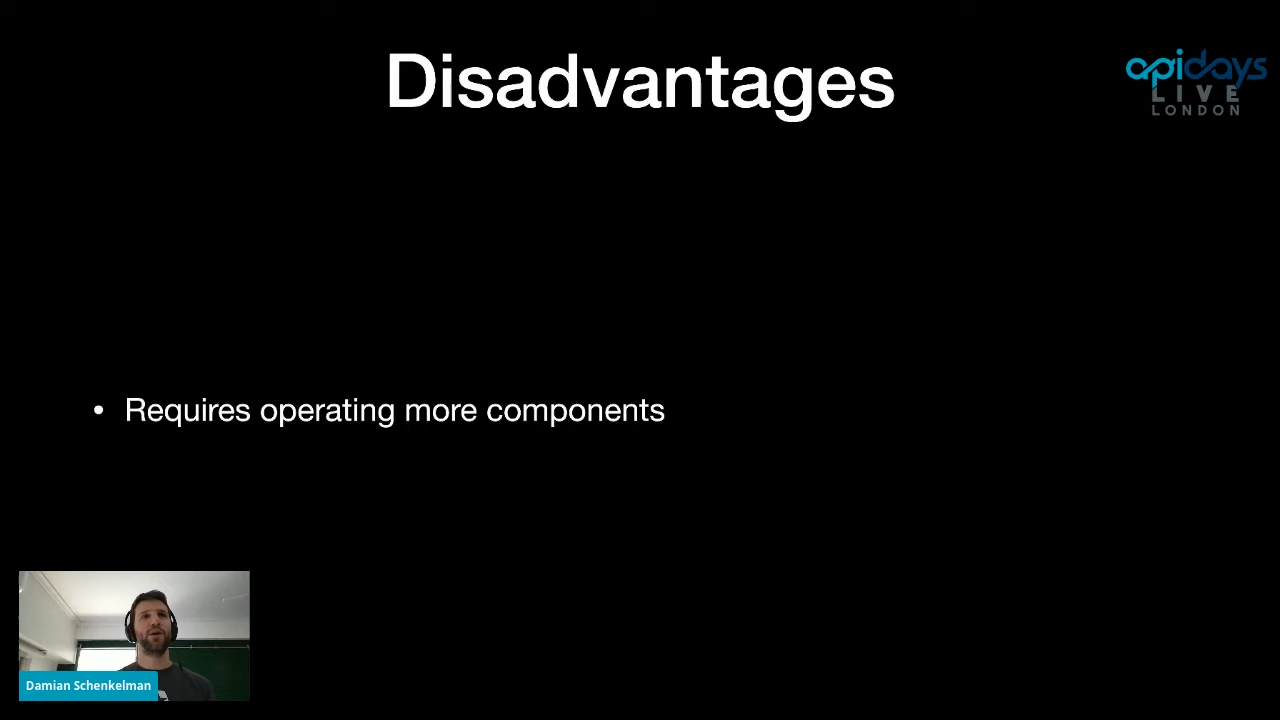 Disadvantages
apidays
LIVE
LONDON
• Requires operating more components
Damian Schenkelman